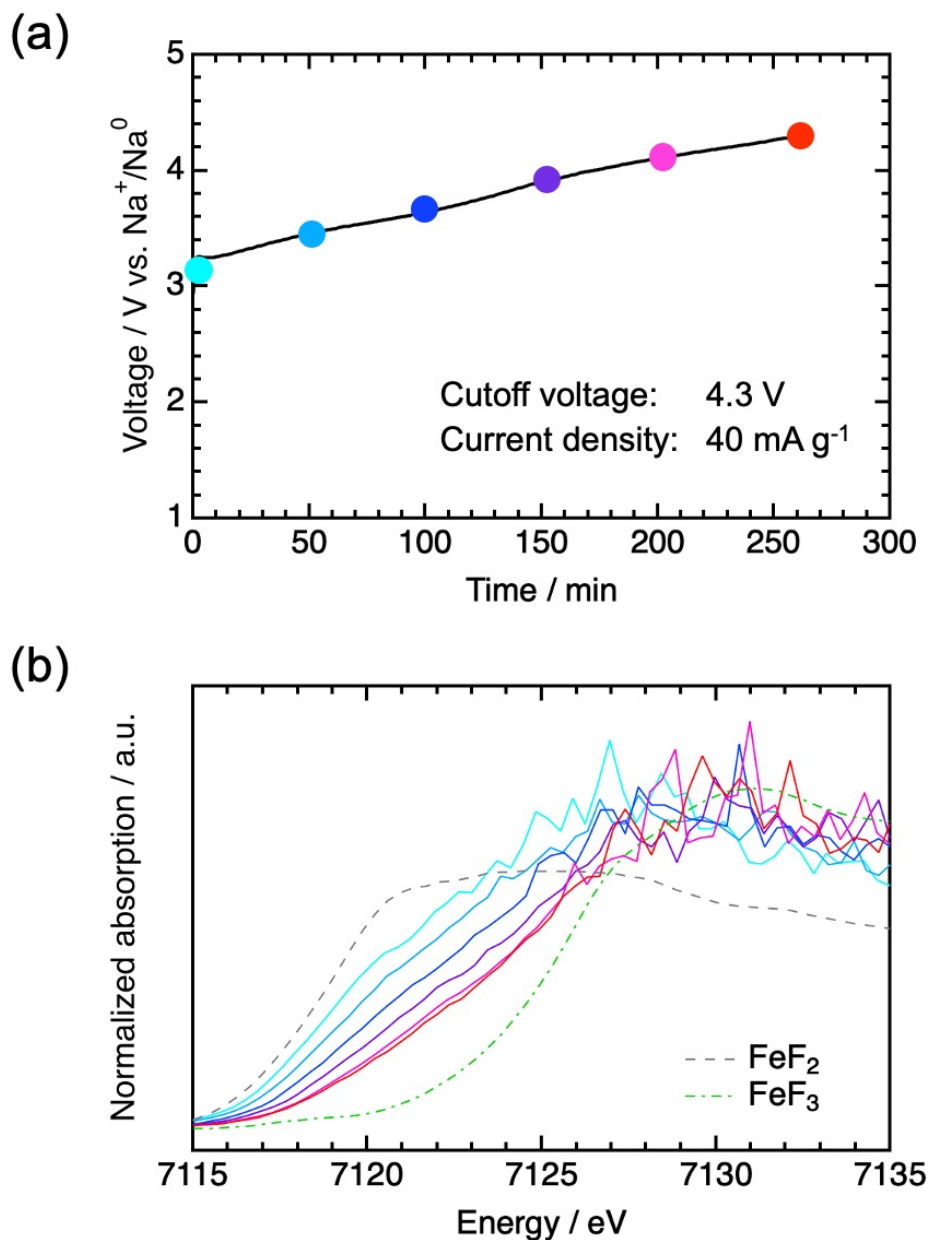 (a)
5
4
3
2
1
Voltage / V vs. Na⁺/Na⁰
Cutoff voltage: 4.3 V
Current density: 40 mA g⁻¹
0 50 100 150 200 250 300
Time / min
(b)
Normalized absorption / a.u.
FeF₂
FeF₃
7115 7120 7125 7130 7135
Energy / eV